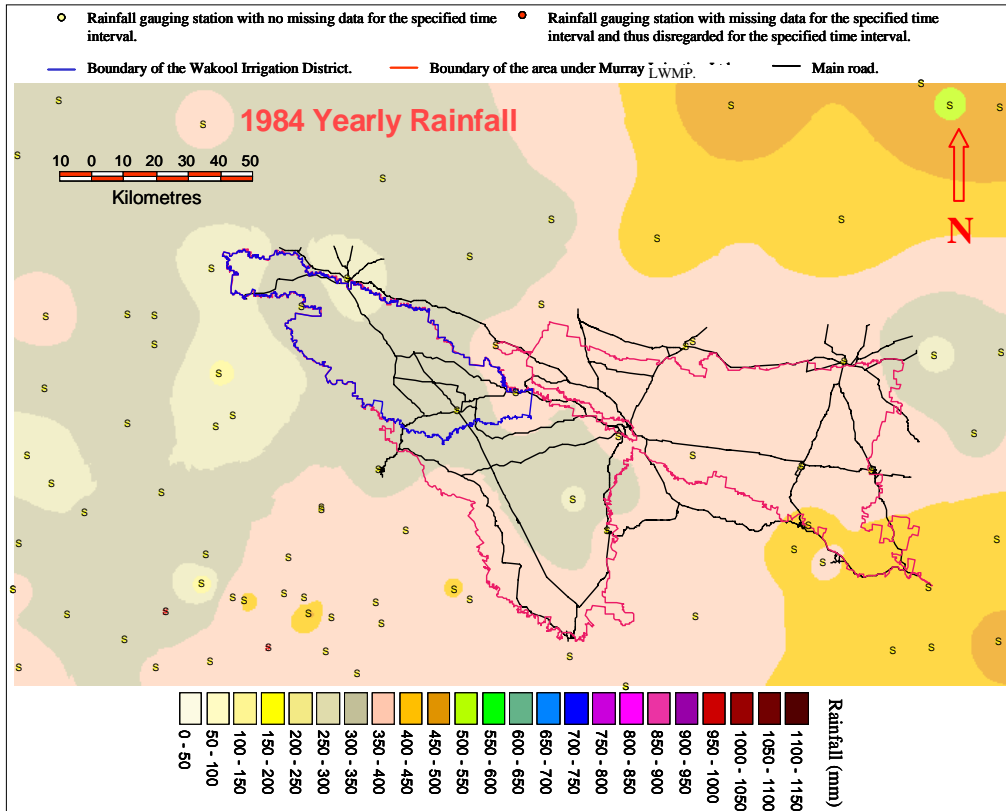 Rainfall gauging station with no missing data for the specified time
interval.
Rainfall gauging station with missing data for the specified time
interval and thus disregarded for the specified time interval.
Boundary of the Wakool Irrigation District.
Boundary of the area under Murray
LWMP.
Main road.
1984 Yearly Rainfall
10 0 10 20 30 40 50
Kilometres
N
Rainfall (mm)
0 - 50
50 - 100
100 - 150
150 - 200
200 - 250
250 - 300
300 - 350
350 - 400
400 - 450
450 - 500
500 - 550
550 - 600
600 - 650
650 - 700
700 - 750
750 - 800
800 - 850
850 - 900
900 - 950
950 - 1000
1000 - 1050
1050 - 1100
1100 - 1150